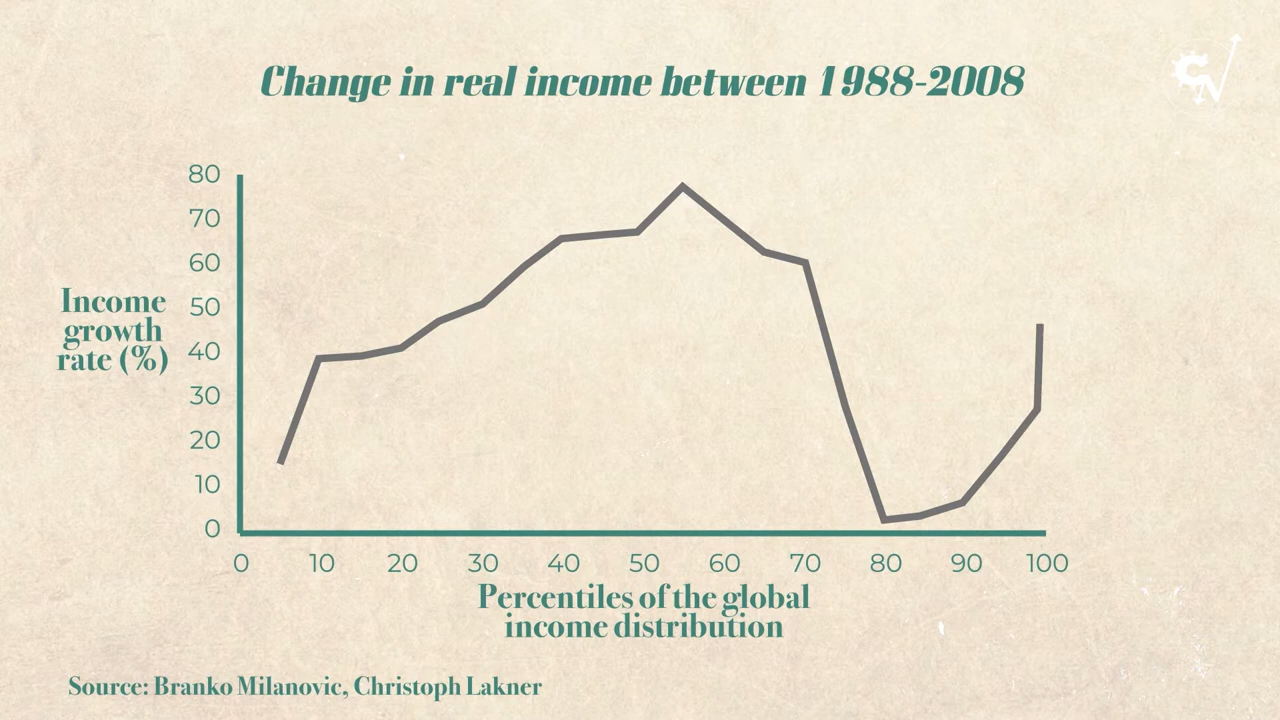 Change in real income between 1988-2008
CN
80
70
60
50
40
30
20
10
0
Income
growth
rate (%)
0 10 20 30 40 50 60 70 80 90 100
Percentiles of the global
income distribution
Source: Branko Milanovic, Christoph Lakner